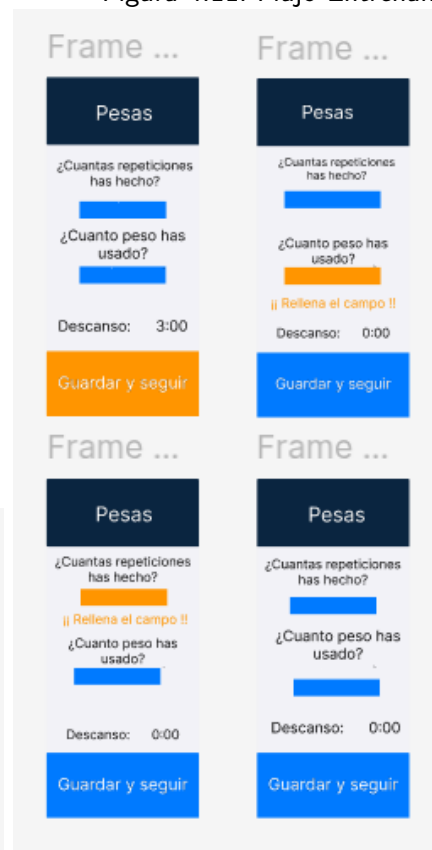 Frame ...
Pesas
¿Cuantas repeticiones
has hecho?
¿Cuanto peso has
usado?
Descanso: 3:00
Guardar y seguir
Frame ...
Pesas
¿Cuantas repeticiones
has hecho?
¿Cuanto peso has
usado?
¡¡ Rellena el campo !!
Descanso: 0:00
Guardar y seguir
Frame ...
Pesas
¿Cuantas repeticiones
has hecho?
¡¡ Rellena el campo !!
¿Cuanto peso has
usado?
Descanso: 0:00
Guardar y seguir
Frame ...
Pesas
¿Cuantas repeticiones
has hecho?
¿Cuanto peso has
usado?
Descanso: 0:00
Guardar y seguir